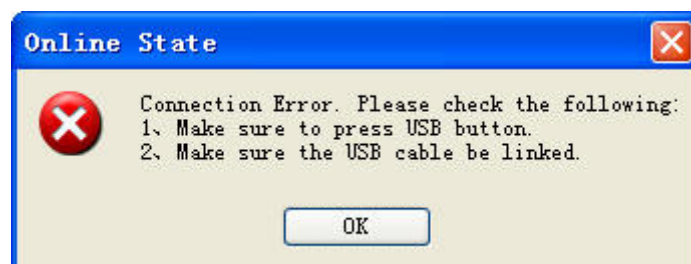 Online State
Connection Error. Please check the following:
1、Make sure to press USB button.
2、Make sure the USB cable be linked.
OK